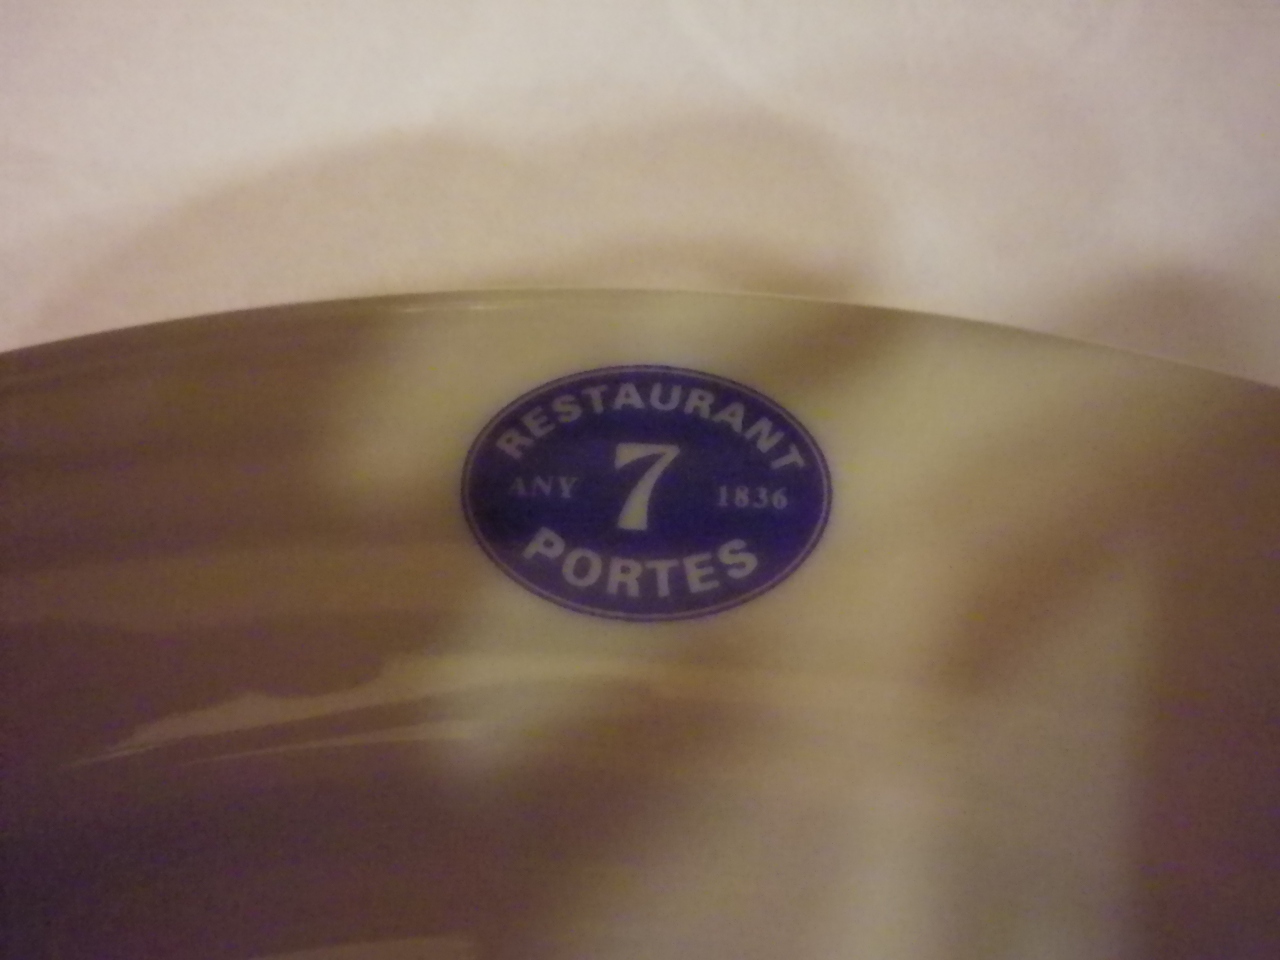 RESTAURANT
7
ANY 1836
PORTES